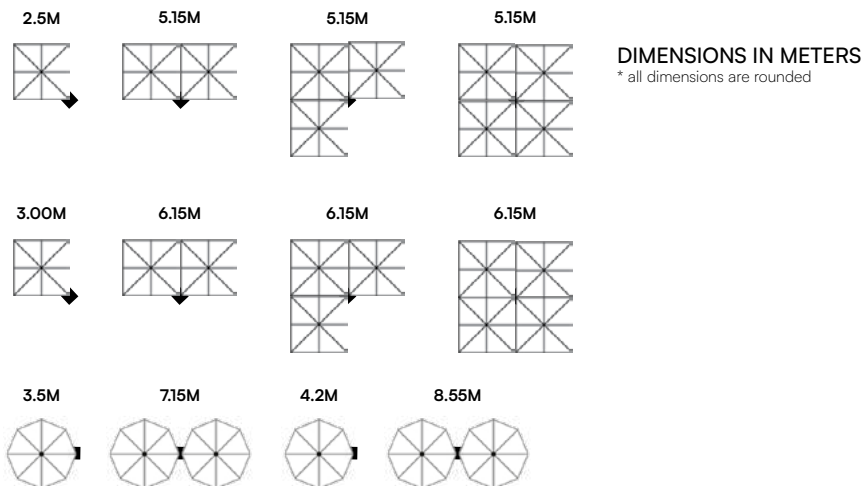 2.5M 5.15M 5.15M 5.15M
DIMENSIONS IN METERS
* all dimensions are rounded
3.00M 6.15M 6.15M 6.15M
3.5M 7.15M 4.2M 8.55M